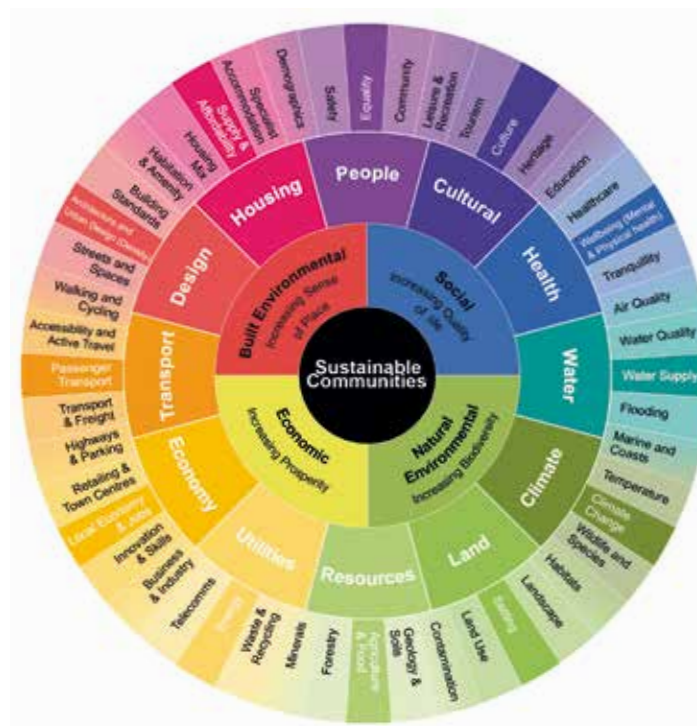 Sustainable
Communities
Built Environmental
Increasing Sense
of Place
Social
Increasing Quality
of life
Natural
Environmental
Increasing Biodiversity
Economic
Increasing Prosperity
People
Cultural
Health
Water
Climate
Land
Resources
Utilities
Economy
Transport
Design
Housing
Equality
Community
Leisure &
Recreation
Tourism
Culture
Heritage
Education
Healthcare
Wellbeing (Mental
& Physical health)
Tranquillity
Air Quality
Water Quality
Water Supply
Flooding
Marine and
Coasts
Temperature
Climate
Change
Wildlife and
Species
Habitats
Landscape
Land Use
Contamination
Geology &
Soils
Agriculture
& Food
Forestry
Minerals
Waste &
Recycling
Telecomms
Business
& Industry
Innovation
& Skills
Local Economy & Jobs
Retailing &
Town Centres
Highways
& Parking
Transport
& Freight
Passenger
Transport
Accessibility and
Active Travel
Walking and
Cycling
Streets and
Spaces
Architecture and
Urban Design
Building
Standards
Habitation
& Amenity
Housing
Mix
Supply &
Affordability
Specialist
Accommodation
Demographics
Safety